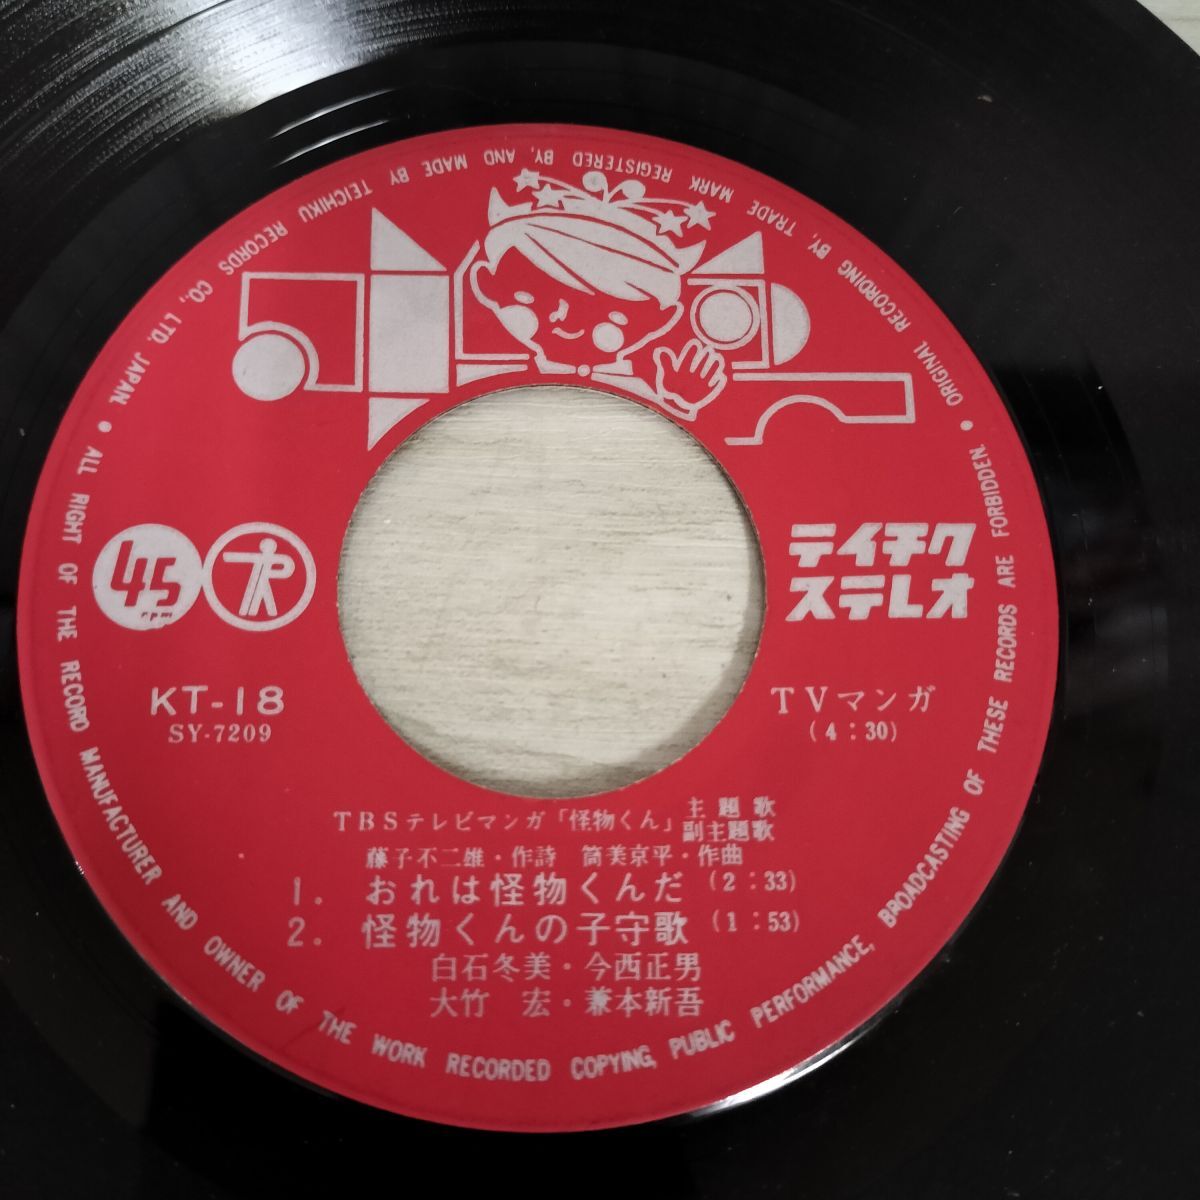 ORIGINAL RECORDING BY, TRADE MARK REGISTERED BY, AND MADE BY TEICHIKU RECORDS CO., LTD. JAPAN. •
ALL RIGHT OF THE RECORD MANUFACTURER AND OWNER OF THE WORK RECORDED COPYING, PUBLIC PERFORMANCE, BROADCASTING OF THESE RECORDS ARE FORBIDDEN. •
45
テイチク
ステレオ
KT-18
SY-7209
TVマンガ
(4:30)
TBSテレビマンガ「怪物くん」主題歌
副主題歌
藤子不二雄・作詩 筒美京平・作曲
1. おれは怪物くんだ (2:33)
2. 怪物くんの子守歌 (1:53)
白石冬美・今西正男
大竹 宏・兼本新吾